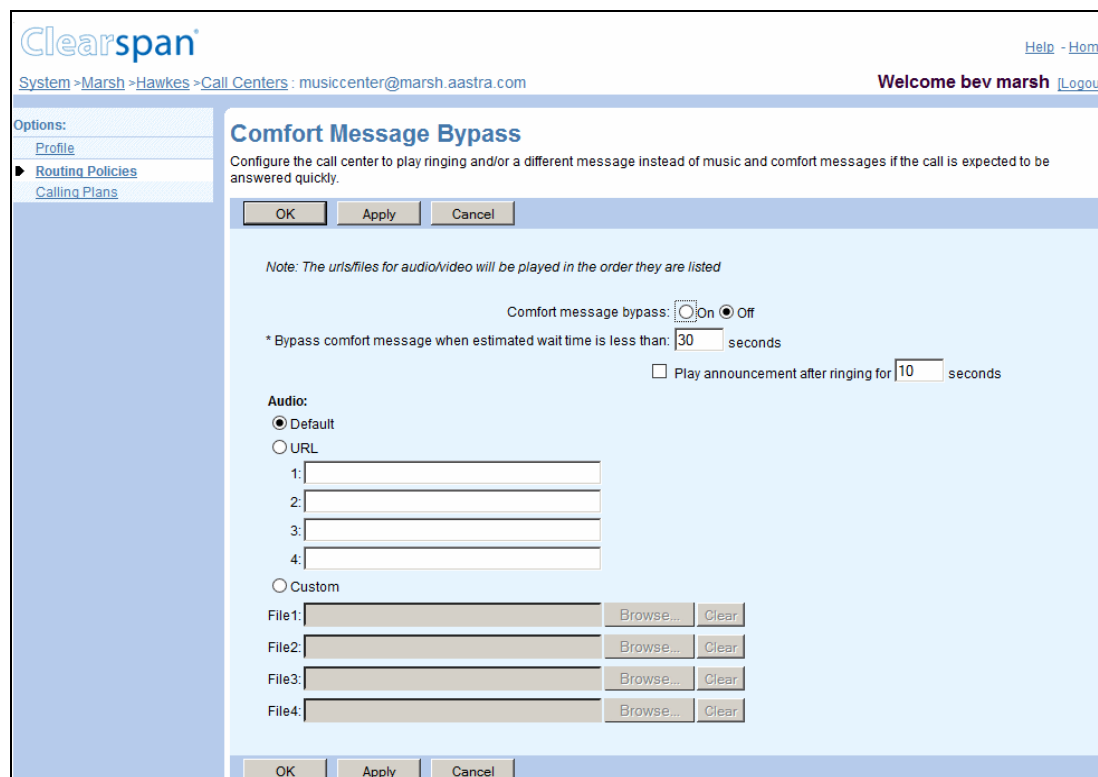 Clearspan
Help - Hom
System >Marsh >Hawkes >Call Centers : musiccenter@marsh.aastra.com
Welcome bev marsh [Logou
Options:
Profile
Routing Policies
Calling Plans
Comfort Message Bypass
Configure the call center to play ringing and/or a different message instead of music and comfort messages if the call is expected to be
answered quickly.
OK Apply Cancel
Note: The urls/files for audio/video will be played in the order they are listed
Comfort message bypass: On Off
* Bypass comfort message when estimated wait time is less than: 30 seconds
Play announcement after ringing for 10 seconds
Audio:
Default
URL
1:
2:
3:
4:
Custom
File1: Browse... Clear
File2: Browse... Clear
File3: Browse... Clear
File4: Browse... Clear
OK Apply Cancel